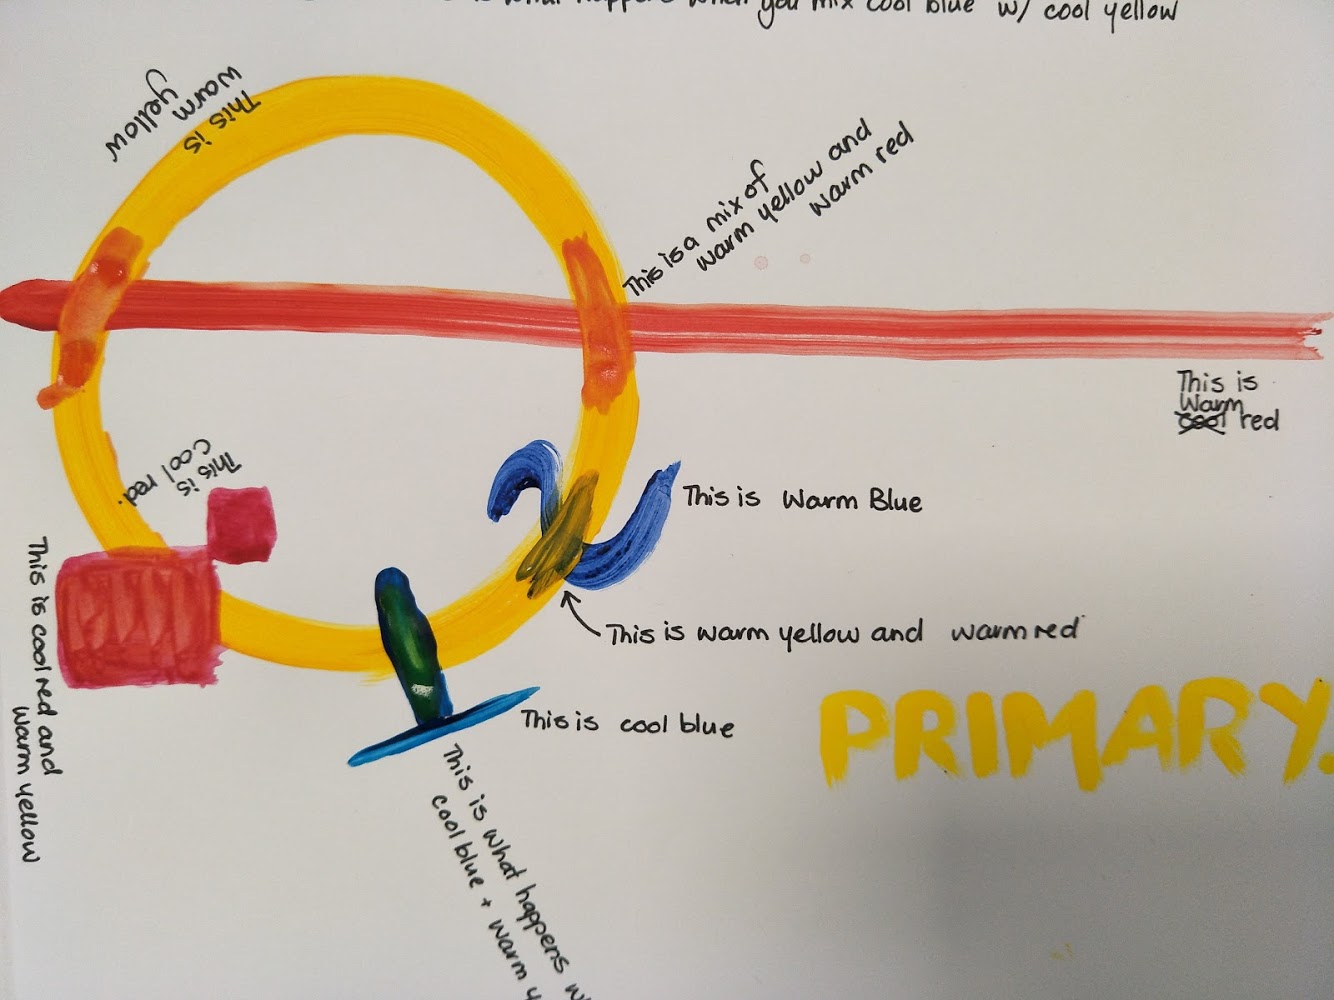 is what happens when you mix cool blue w/ cool yellow
This is
warm
yellow
This is a mix of
warm yellow and
warm red
This is
Warm
cool red
This is
cool red.
This is Warm Blue
This is cool red and
warm yellow
This is warm yellow and warm red
This is cool blue
PRIMARY.
This is what happens
cool blue + warm